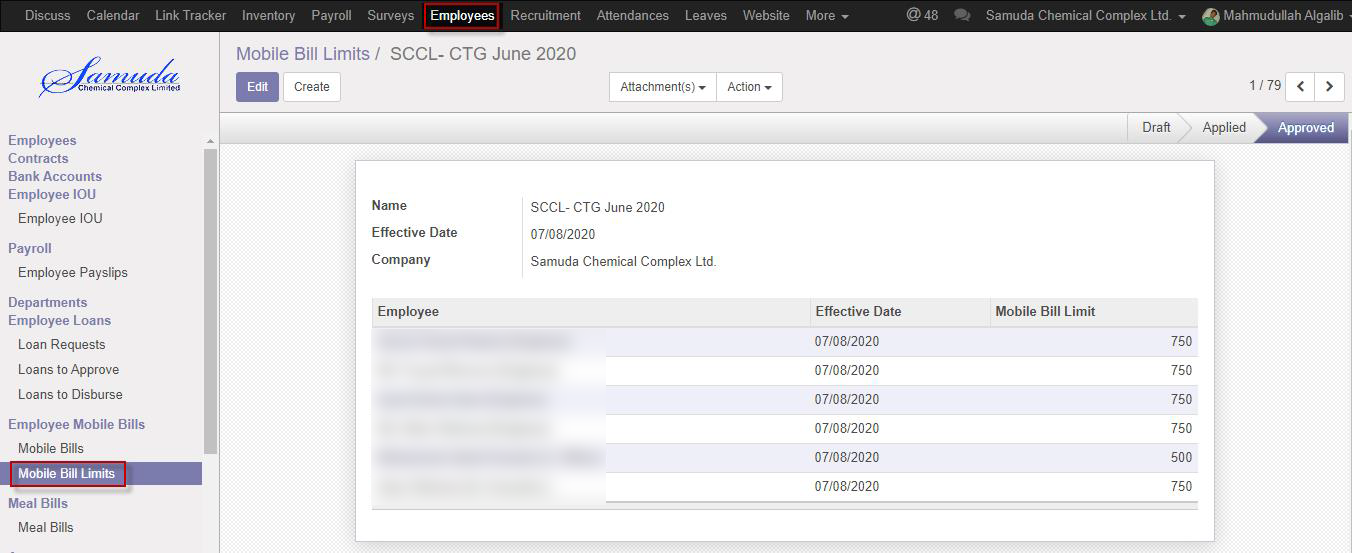 Discuss Calendar Link Tracker Inventory Payroll Surveys Employees Recruitment Attendances Leaves Website More @ 48 Samuda Chemical Complex Ltd. Mahmudullah Algalib
Samuda
Chemical Complex Limited
Mobile Bill Limits / SCCL- CTG June 2020
Edit Create Attachment(s) Action 1 / 79
Draft Applied Approved
Employees
Contracts
Bank Accounts
Employee IOU
Employee IOU
Payroll
Employee Payslips
Departments
Employee Loans
Loan Requests
Loans to Approve
Loans to Disburse
Employee Mobile Bills
Mobile Bills
Mobile Bill Limits
Meal Bills
Meal Bills
Name SCCL- CTG June 2020
Effective Date 07/08/2020
Company Samuda Chemical Complex Ltd.
Employee Effective Date Mobile Bill Limit
07/08/2020 750
07/08/2020 750
07/08/2020 750
07/08/2020 750
07/08/2020 500
07/08/2020 750